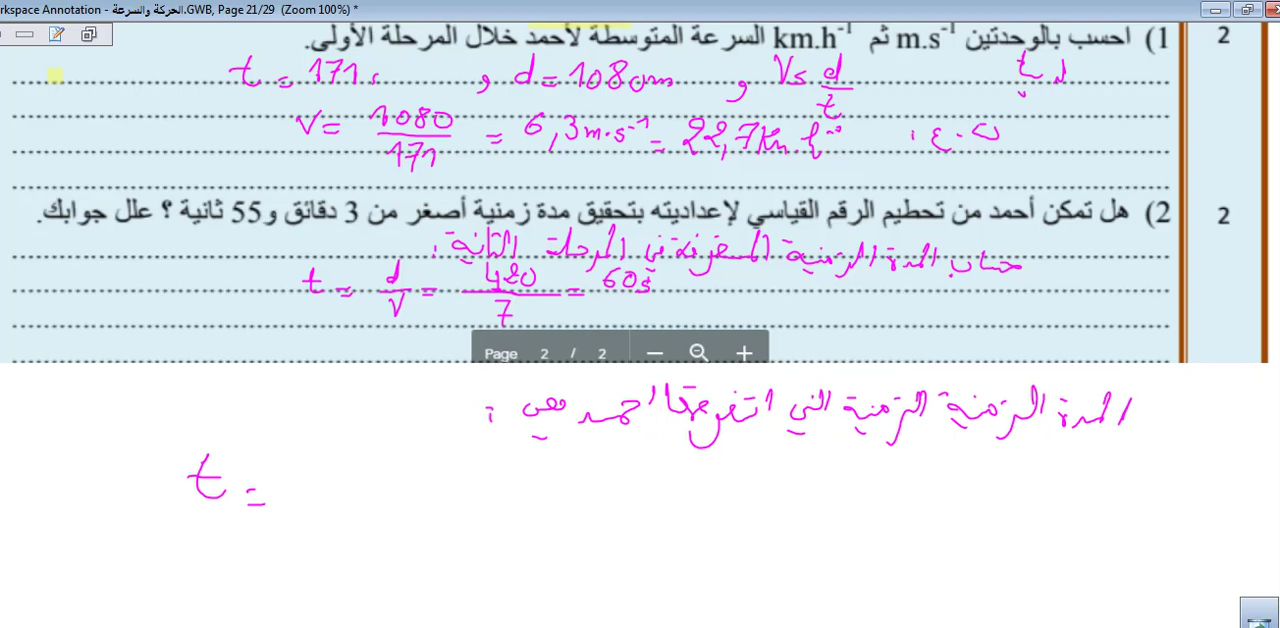 rkspace Annotation - الحركة والسرعة.GWB, Page 21/29 (Zoom 100%) *
1) احسب بالوحدتين m.s⁻¹ ثم km.h⁻¹ السرعة المتوسطة لأحمد خلال المرحلة الأولى. 2
t = 171s , d = 1080m , V = d/t
ت.ع : V = 1080/171 = 6,3 m.s⁻¹ = 22,7 Km.h⁻¹
2) هل تمكن أحمد من تحطيم الرقم القياسي لإعداديته بتحقيق مدة زمنية أصغر من 3 دقائق و55 ثانية ؟ علل جوابك. 2
حساب المدة الزمنية المستغرقة في المرحلة الثانية :
t = d/V = 420/7 = 60s
Page 2 / 2
المدة الزمنية الزمنية التي استغرقها احمد هي :
t =